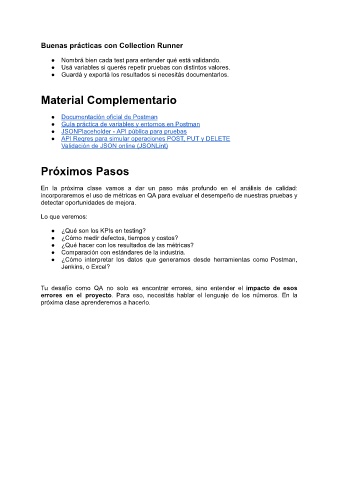 Buenas prácticas con Collection Runner
● Nombrá bien cada test para entender qué está validando.
● Usá variables si querés repetir pruebas con distintos valores.
● Guardá y exportá los resultados si necesitás documentarlos.
Material Complementario
● Documentación oficial de Postman
● Guía práctica de variables y entornos en Postman
● JSONPlaceholder - API pública para pruebas
● API Reqres para simular operaciones POST, PUT y DELETE
Validación de JSON online (JSONLint)
Próximos Pasos
En la próxima clase vamos a dar un paso más profundo en el análisis de calidad:
incorporaremos el uso de métricas en QA para evaluar el desempeño de nuestras pruebas y
detectar oportunidades de mejora.
Lo que veremos:
● ¿Qué son los KPIs en testing?
● ¿Cómo medir defectos, tiempos y costos?
● ¿Qué hacer con los resultados de las métricas?
● Comparación con estándares de la industria.
● ¿Cómo interpretar los datos que generamos desde herramientas como Postman,
Jenkins, o Excel?
Tu desafío como QA no solo es encontrar errores, sino entender el impacto de esos
errores en el proyecto. Para eso, necesitás hablar el lenguaje de los números. En la
próxima clase aprenderemos a hacerlo.